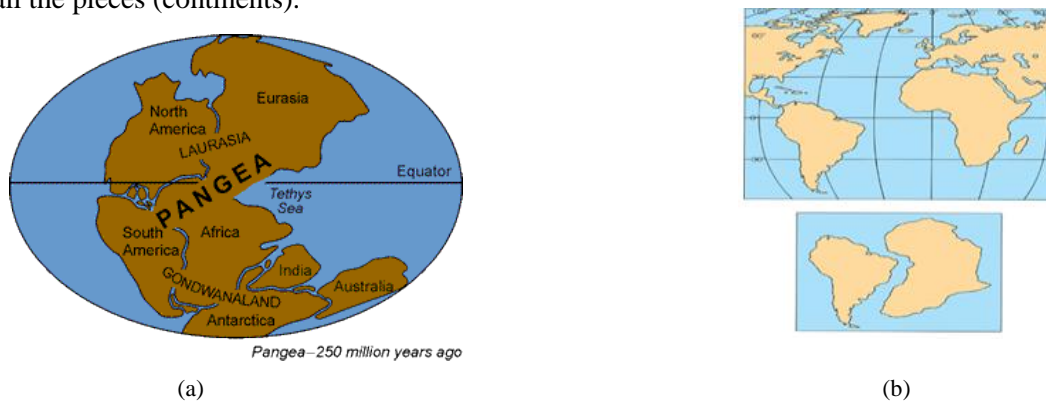 the pieces (continents).
Eurasia
North
America
LAURASIA
PANGEA
Equator
Tethys
Sea
South
America
Africa
GONDWANALAND
India
Australia
Antarctica
Pangea–250 million years ago
(a)
(b)